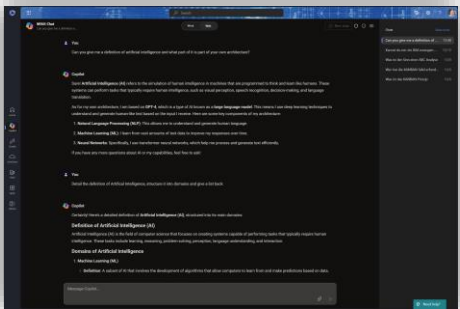 M365 Chat
Work
Web
Chat
You
Can you give me a definition of artificial intelligence and what part of it is part of your own architecture?
Can you give me a definition of
Copilot
Sure! Artificial Intelligence (AI) refers to the simulation of human intelligence in machines that are programmed to think and learn like humans. These
systems can perform tasks that typically require human intelligence, such as visual perception, speech recognition, decision-making, and language
translation.
As for my own architecture, I am based on GPT-4, which is a type of AI known as a large language model. This means I use deep learning techniques to
understand and generate human-like text based on the input I receive. Here are some key components of my architecture:
1. Natural Language Processing (NLP): This allows me to understand and generate human language.
2. Machine Learning (ML): I learn from vast amounts of text data to improve my responses over time.
3. Neural Networks: Specifically, I use transformer neural networks, which help me process and generate text efficiently.
If you have any more questions about AI or my capabilities, feel free to ask!
You
Detail the definition of artificial intelligence, structure it into domains and give a list back
Copilot
Certainly! Here's a detailed definition of Artificial Intelligence (AI), structured into its main domains:
Definition of Artificial Intelligence (AI)
Artificial Intelligence (AI) is the field of computer science that focuses on creating systems capable of performing tasks that typically require human
intelligence. These tasks include learning, reasoning, problem-solving, perception, language understanding, and interaction.
Domains of Artificial Intelligence
1. Machine Learning (ML)
Definition: A subset of AI that involves the development of algorithms that allow computers to learn from and make predictions based on data.
Message Copilot
Need help?